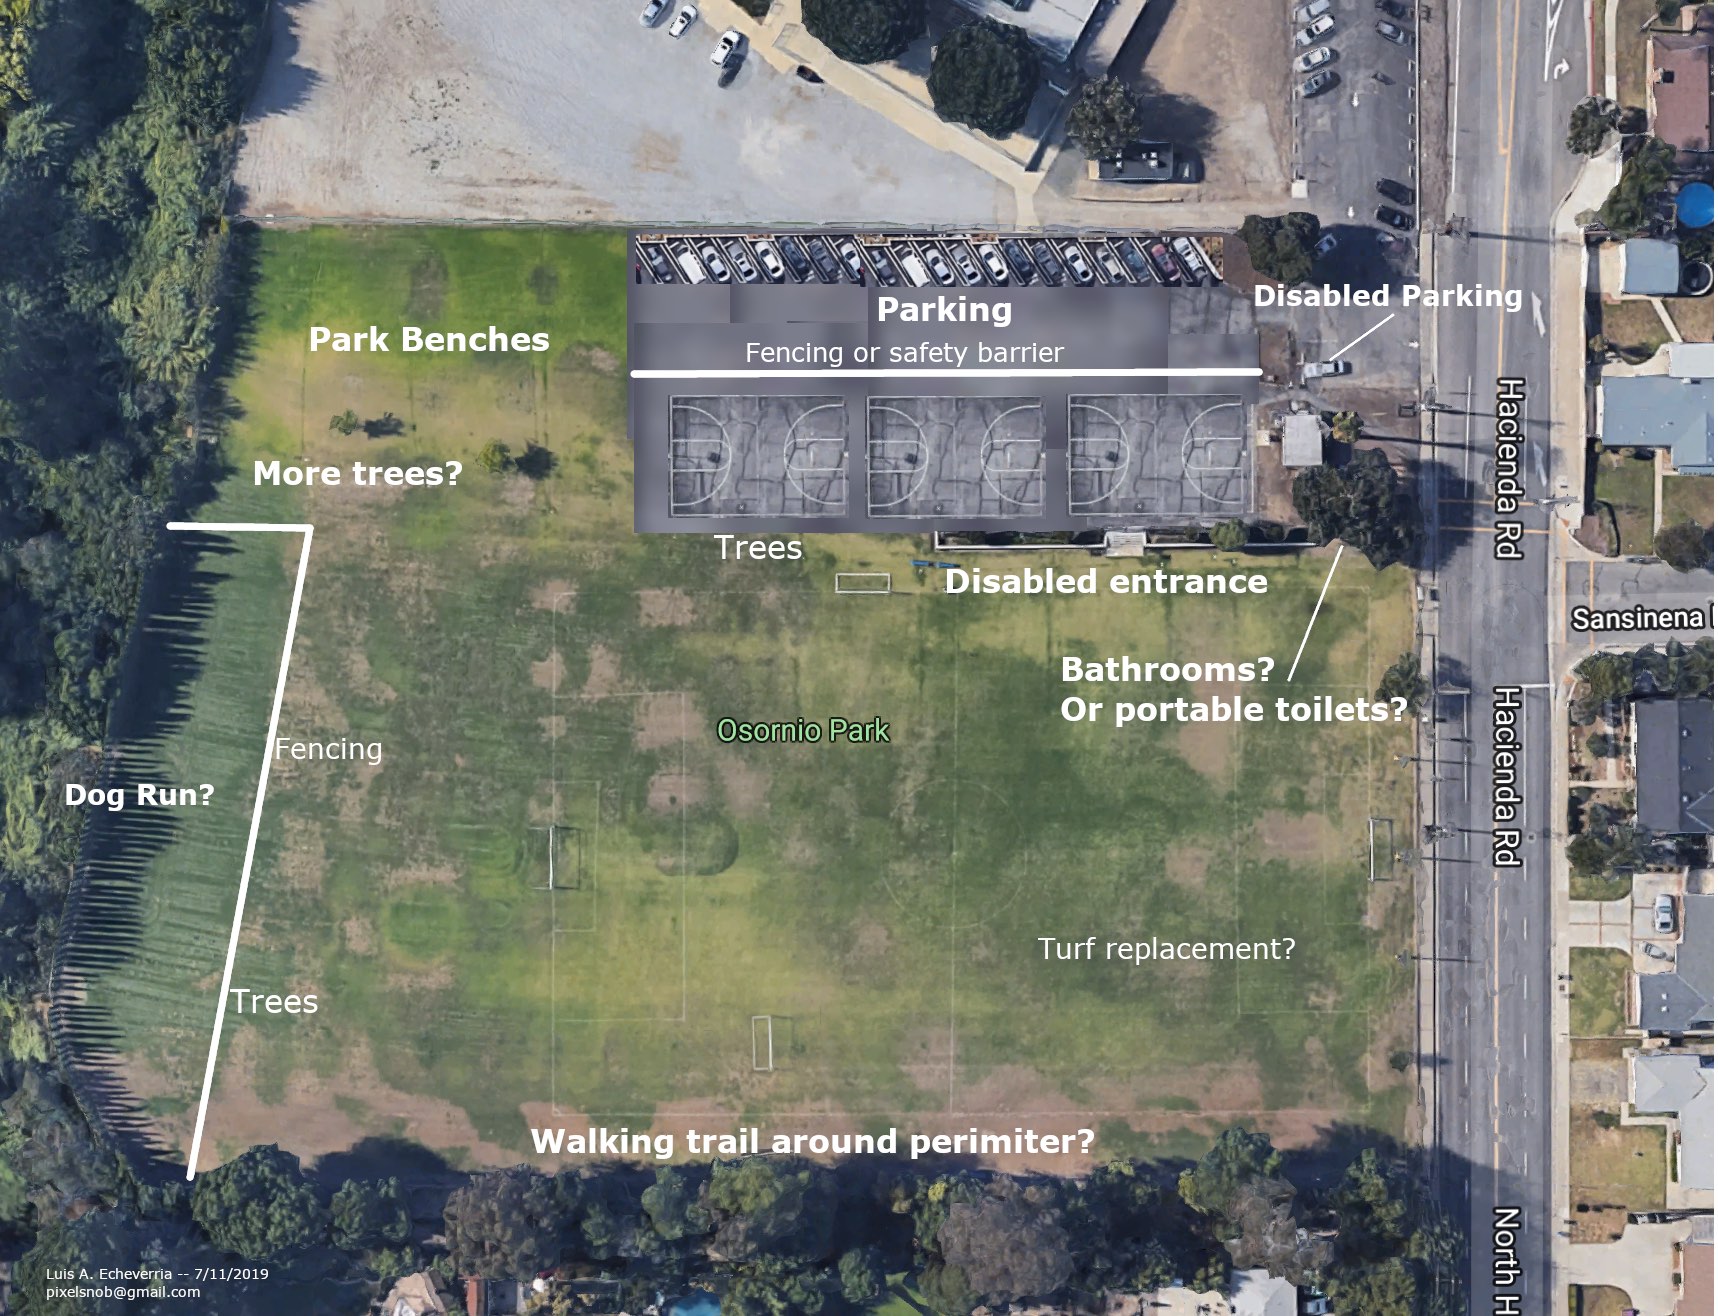 Disabled Parking
Parking
Park Benches
Fencing or safety barrier
More trees?
Hacienda Rd
Trees
Disabled entrance
Sansinena
Bathrooms?
Or portable toilets?
Osornio Park
Fencing
Hacienda Rd
Dog Run?
Turf replacement?
Trees
Walking trail around perimiter?
North H
Luis A. Echeverria -- 7/11/2019
pixelsnob@gmail.com